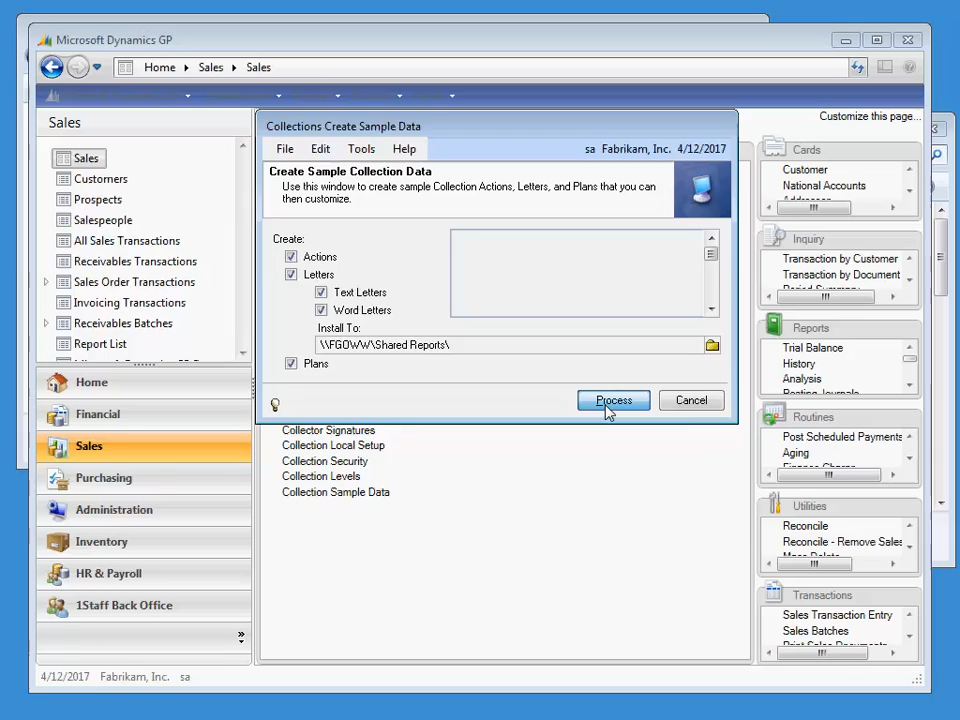 Microsoft Dynamics GP
Home
Sales
Sales
Customize this page...
Sales
Sales
Customers
Prospects
Salespeople
All Sales Transactions
Receivables Transactions
Sales Order Transactions
Invoicing Transactions
Receivables Batches
Report List
Home
Financial
Sales
Purchasing
Administration
Inventory
HR & Payroll
1Staff Back Office
Collections Create Sample Data
File Edit Tools Help
sa Fabrikam, Inc. 4/12/2017
Create Sample Collection Data
Use this window to create sample Collection Actions, Letters, and Plans that you can
then customize.
Create:
Actions
Letters
Text Letters
Word Letters
Install To:
\\FGOWW\Shared Reports\
Plans
Process
Cancel
Collector Signatures
Collection Local Setup
Collection Security
Collection Levels
Collection Sample Data
Cards
Customer
National Accounts
Inquiry
Transaction by Customer
Transaction by Document
Reports
Trial Balance
History
Analysis
Posting Journals
Routines
Post Scheduled Payments
Aging
Finance Charge
Utilities
Reconcile
Reconcile - Remove Sales
Transactions
Sales Transaction Entry
Sales Batches
4/12/2017 Fabrikam, Inc. sa